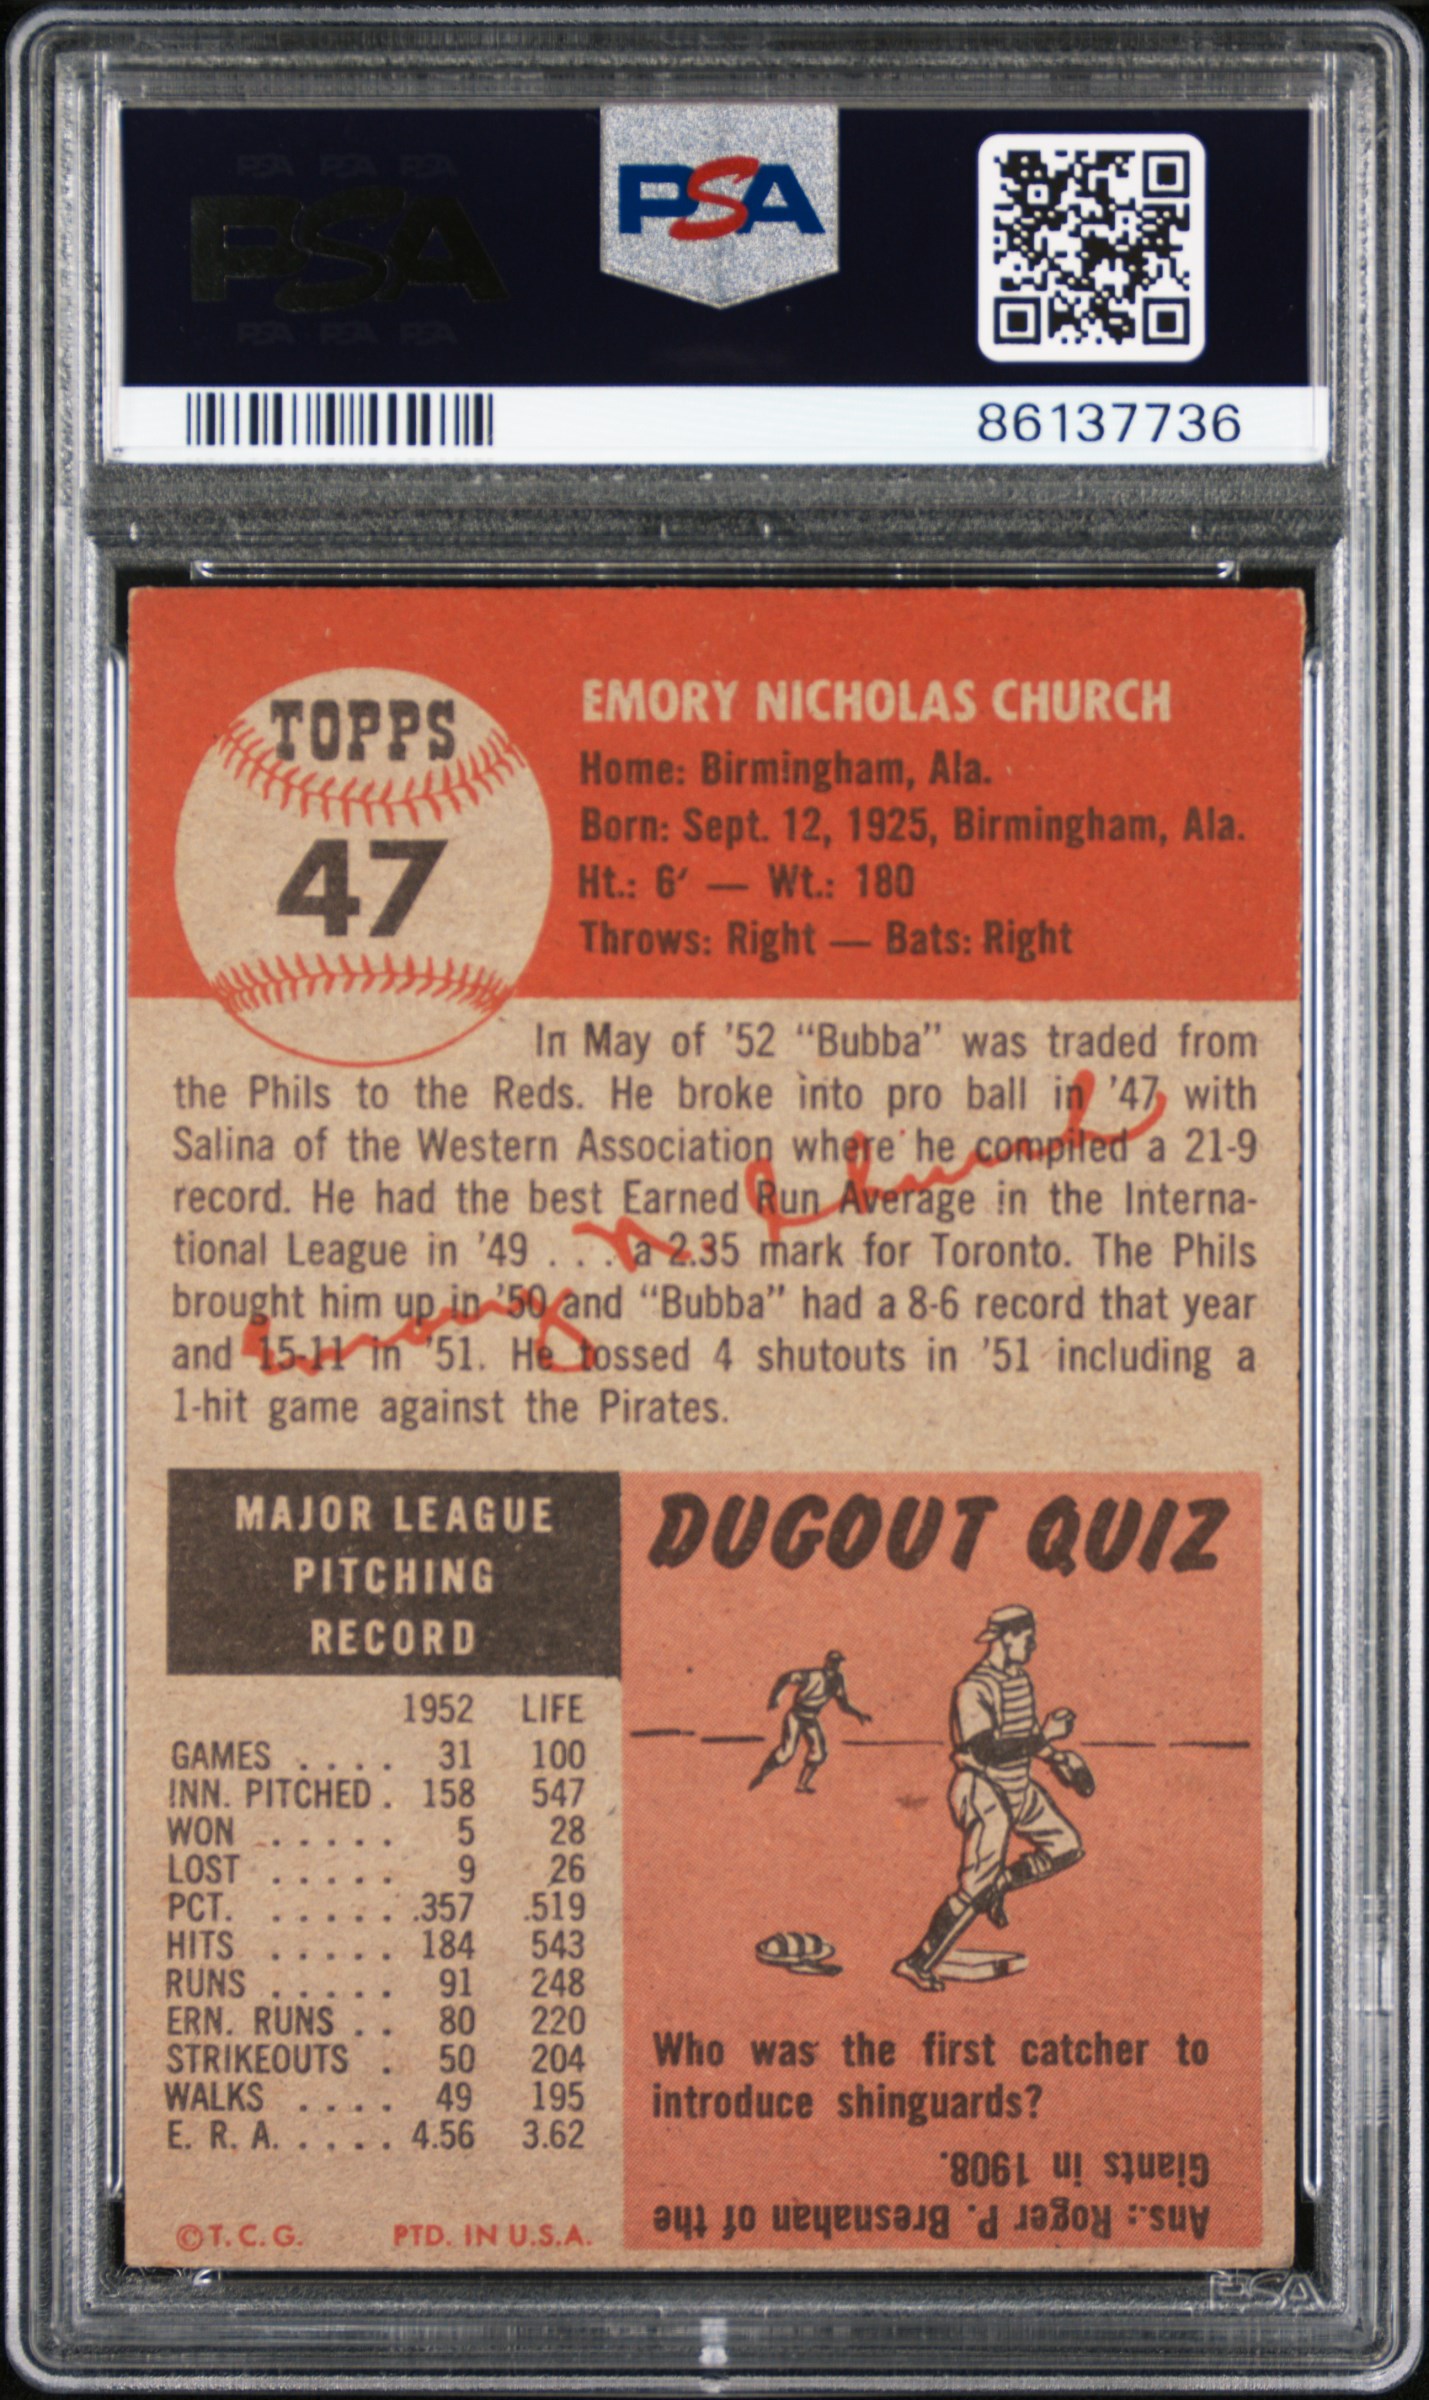 PSA PSA PSA
PSA
PSA PSA PSA
PSA
86137736
TOPPS
47
EMORY NICHOLAS CHURCH
Home: Birmingham, Ala.
Born: Sept. 12, 1925, Birmingham, Ala.
Ht.: 6′ — Wt.: 180
Throws: Right — Bats: Right
In May of ’52 “Bubba” was traded from
the Phils to the Reds. He broke into pro ball in ’47 with
Salina of the Western Association where he compiled a 21-9
record. He had the best Earned Run Average in the Interna-
tional League in ’49 . . . a 2.35 mark for Toronto. The Phils
brought him up in ’50 and “Bubba” had a 8-6 record that year
and 15-11 in ’51. He tossed 4 shutouts in ’51 including a
1-hit game against the Pirates.
Emory N. Church
MAJOR LEAGUE
PITCHING
RECORD
1952 LIFE
GAMES . . . . 31 100
INN. PITCHED . 158 547
WON . . . . . 5 28
LOST . . . . . 9 26
PCT. . . . . . .357 .519
HITS . . . . . 184 543
RUNS . . . . . 91 248
ERN. RUNS . . 80 220
STRIKEOUTS . 50 204
WALKS . . . . 49 195
E. R. A. . . . . 4.56 3.62
©T. C. G. PTD. IN U.S.A.
DUGOUT QUIZ
Who was the first catcher to
introduce shinguards?
Ans.: Roger P. Bresnahan of the
Giants in 1908.
PSA